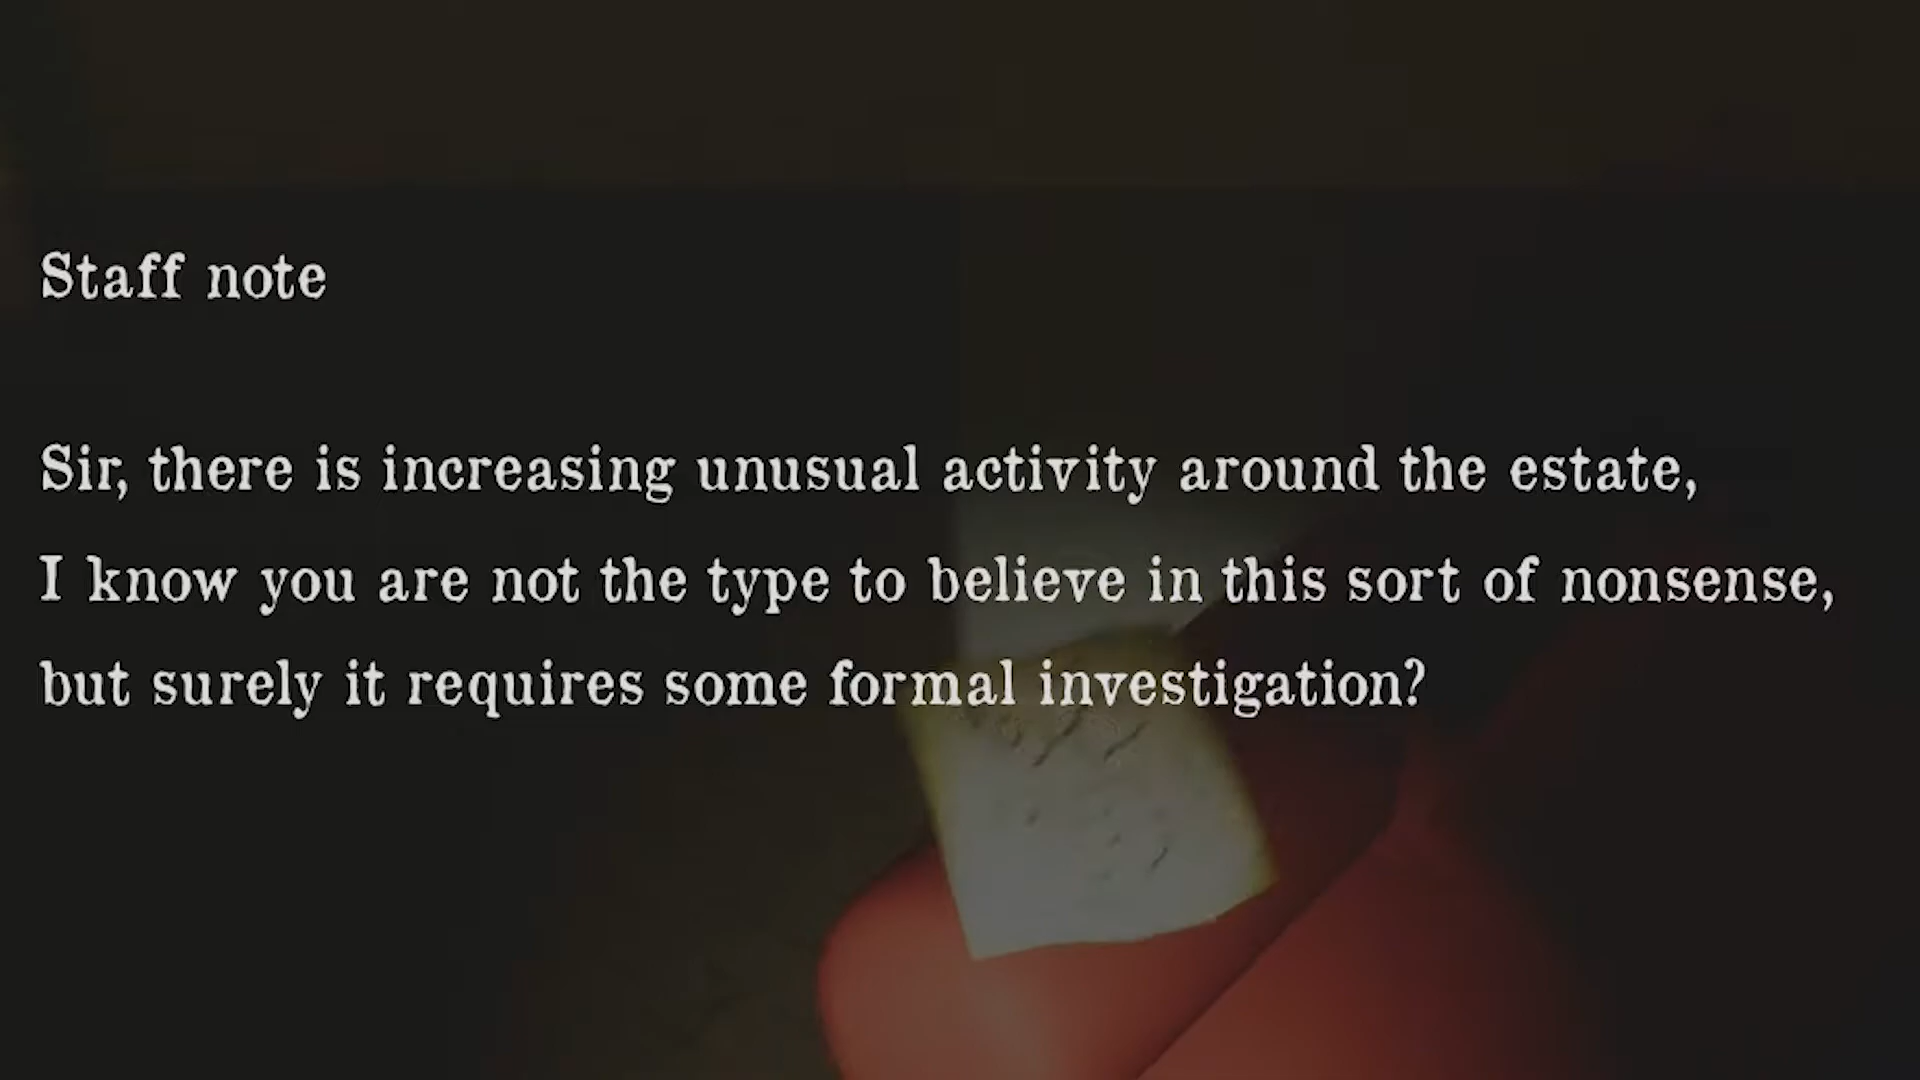 Staff note
Sir, there is increasing unusual activity around the estate,
I know you are not the type to believe in this sort of nonsense,
but surely it requires some formal investigation?